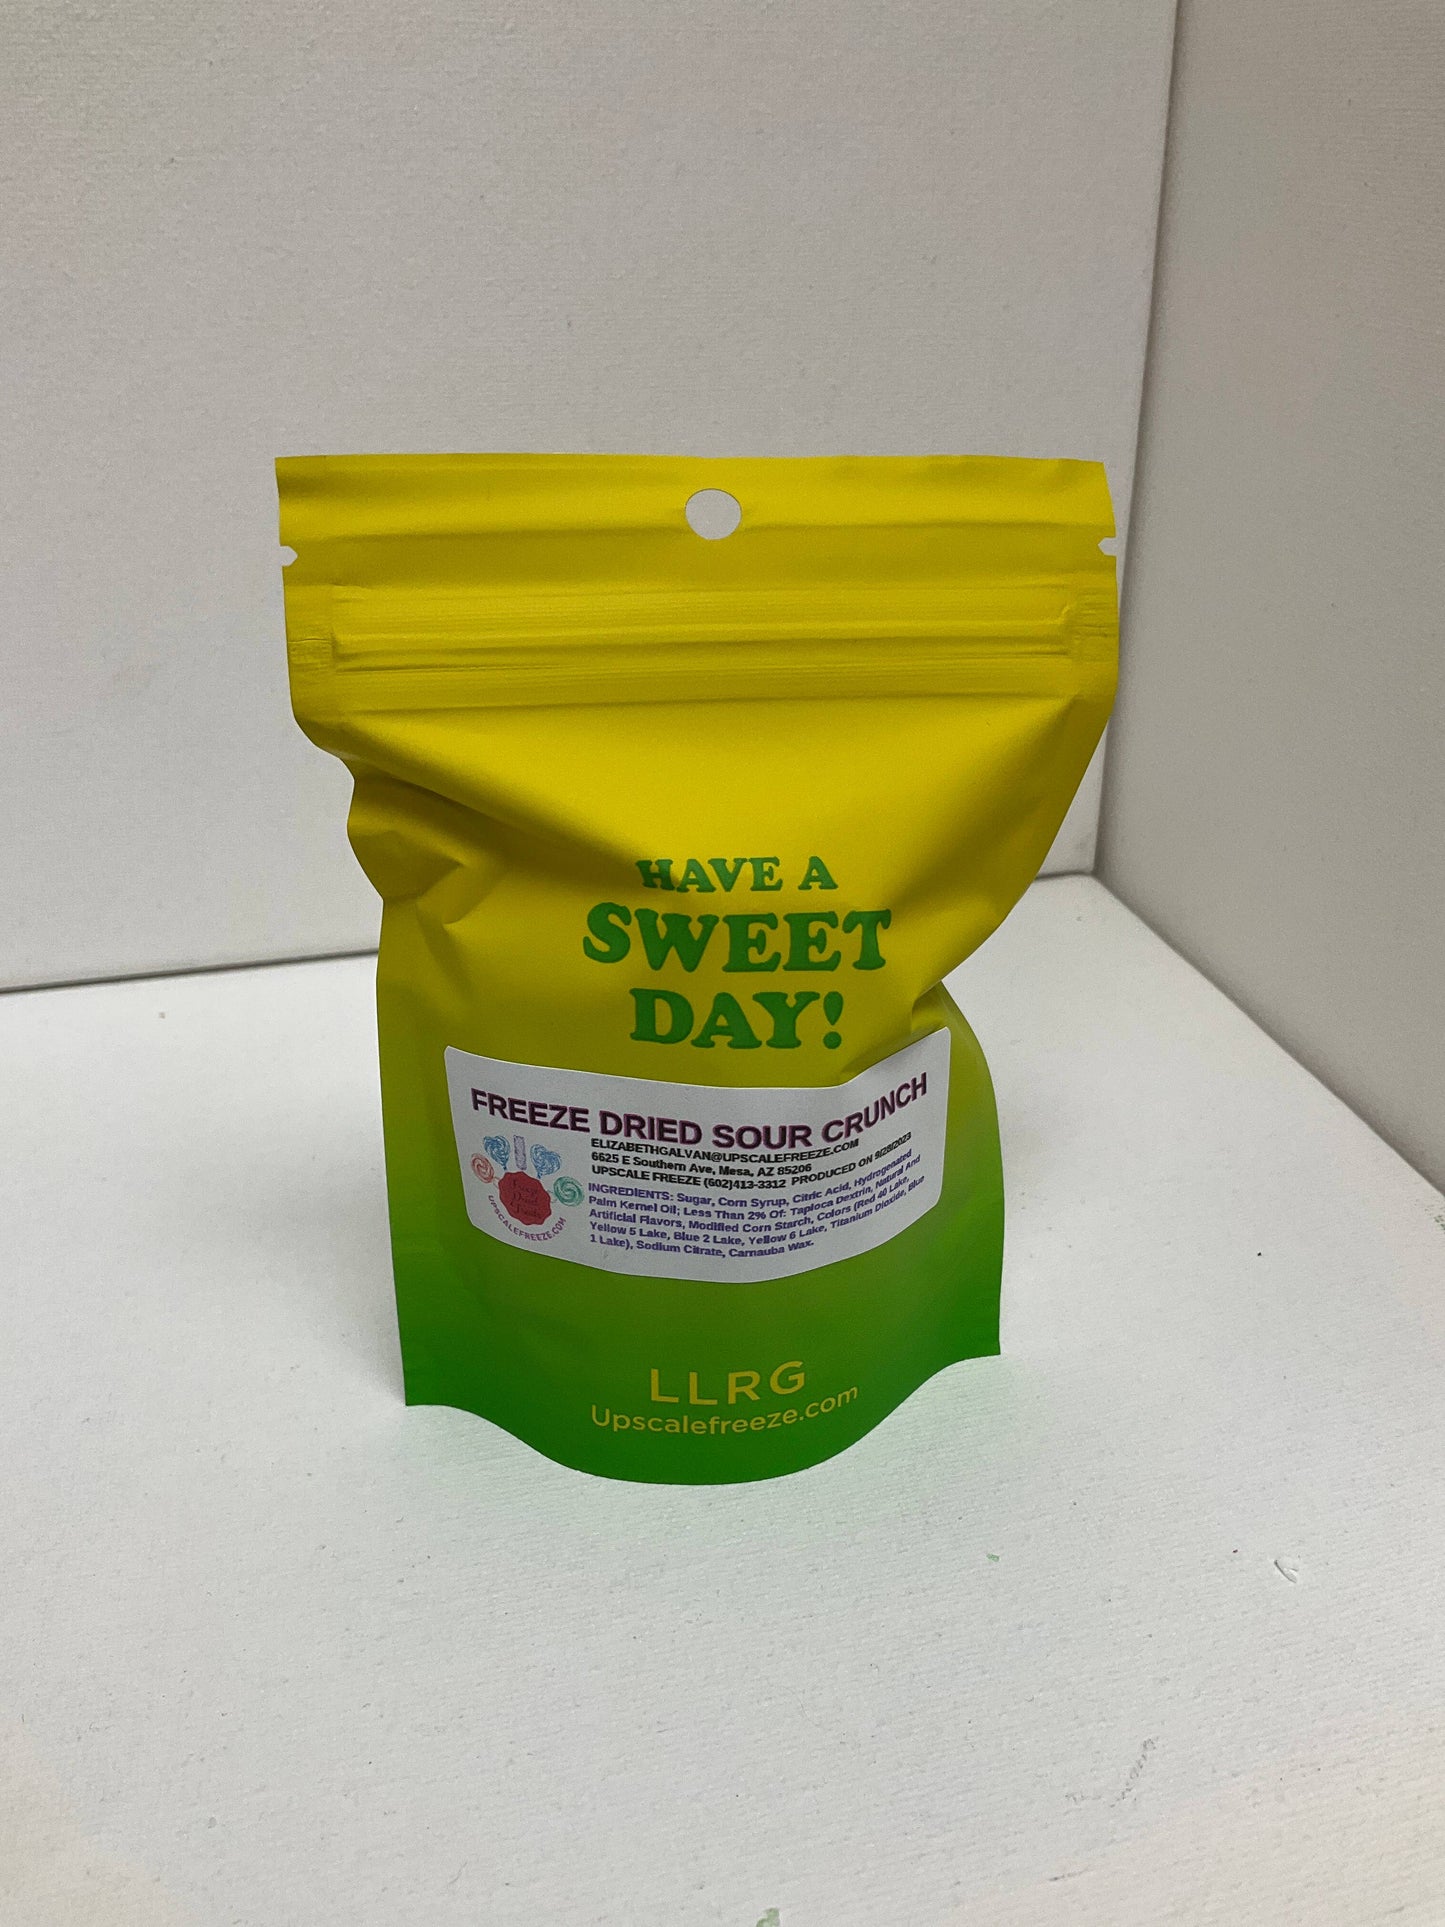 HAVE A
SWEET
DAY!
FREEZE DRIED SOUR CRUNCH
ELIZABETHGALVAN@UPSCALEFREEZE.COM
6625 E Southern Ave, Mesa, AZ 85206
UPSCALE FREEZE (602)413-3312 PRODUCED ON 9/28/2023
INGREDIENTS: Sugar, Corn Syrup, Citric Acid, Hydrogenated
Palm Kernel Oil; Less Than 2% Of: Tapioca Dextrin, Natural And
Artificial Flavors, Modified Corn Starch, Colors (Red 40 Lake,
Yellow 5 Lake, Blue 2 Lake, Yellow 6 Lake, Titanium Dioxide, Blue
1 Lake), Sodium Citrate, Carnauba Wax.
UPSCALEFREEZE.COM
LLRG
Upscalefreeze.com